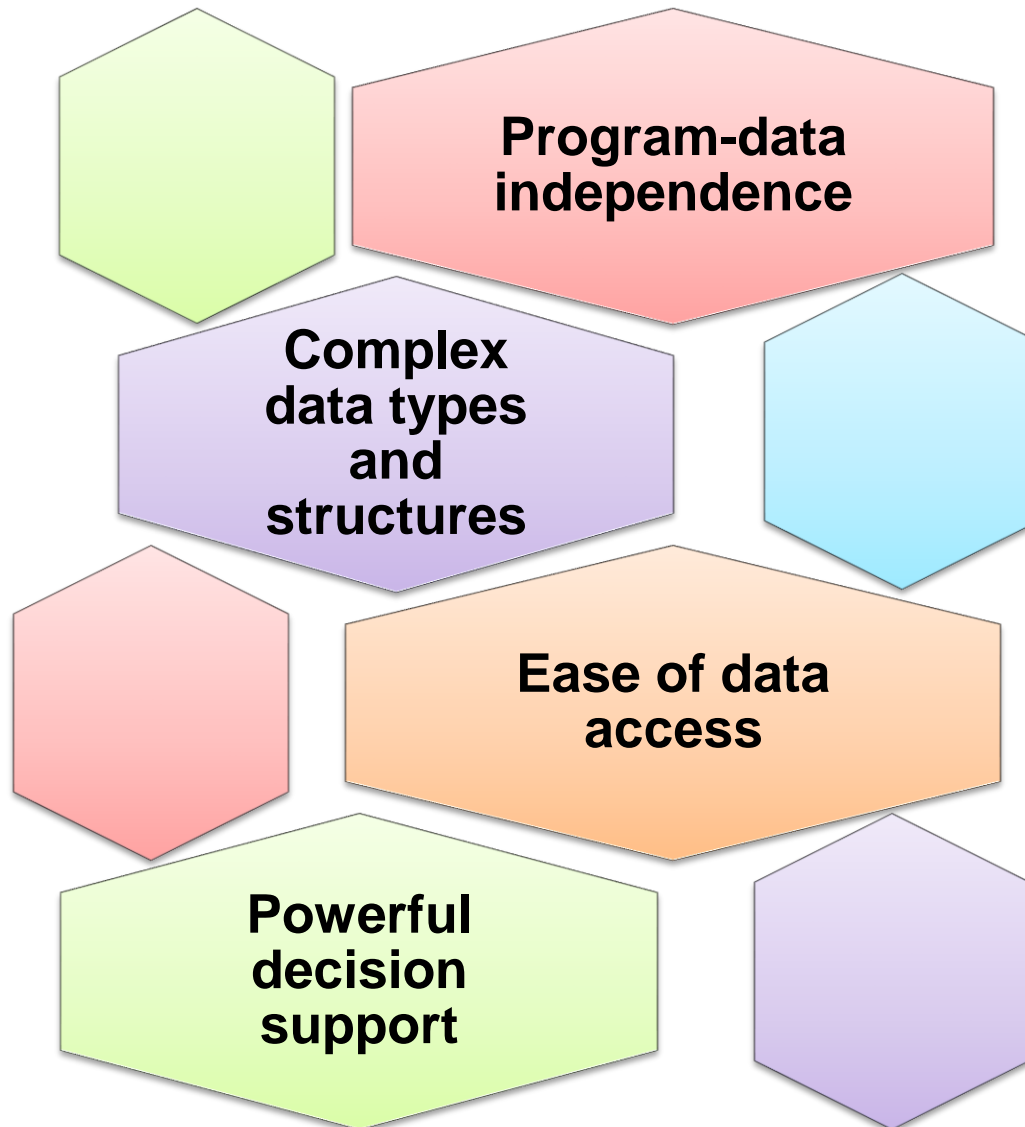 Program-data
independence
Complex
data types
and
structures
Ease of data
access
Powerful
decision
support